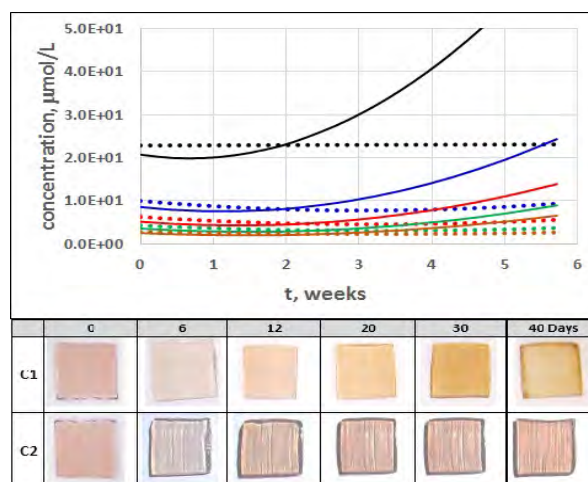 5.0E+01
4.0E+01
3.0E+01
2.0E+01
1.0E+01
0.0E+00
concentration, µmol/L
0 1 2 3 4 5 6
t, weeks
0 6 12 20 30 40 Days
C1
C2